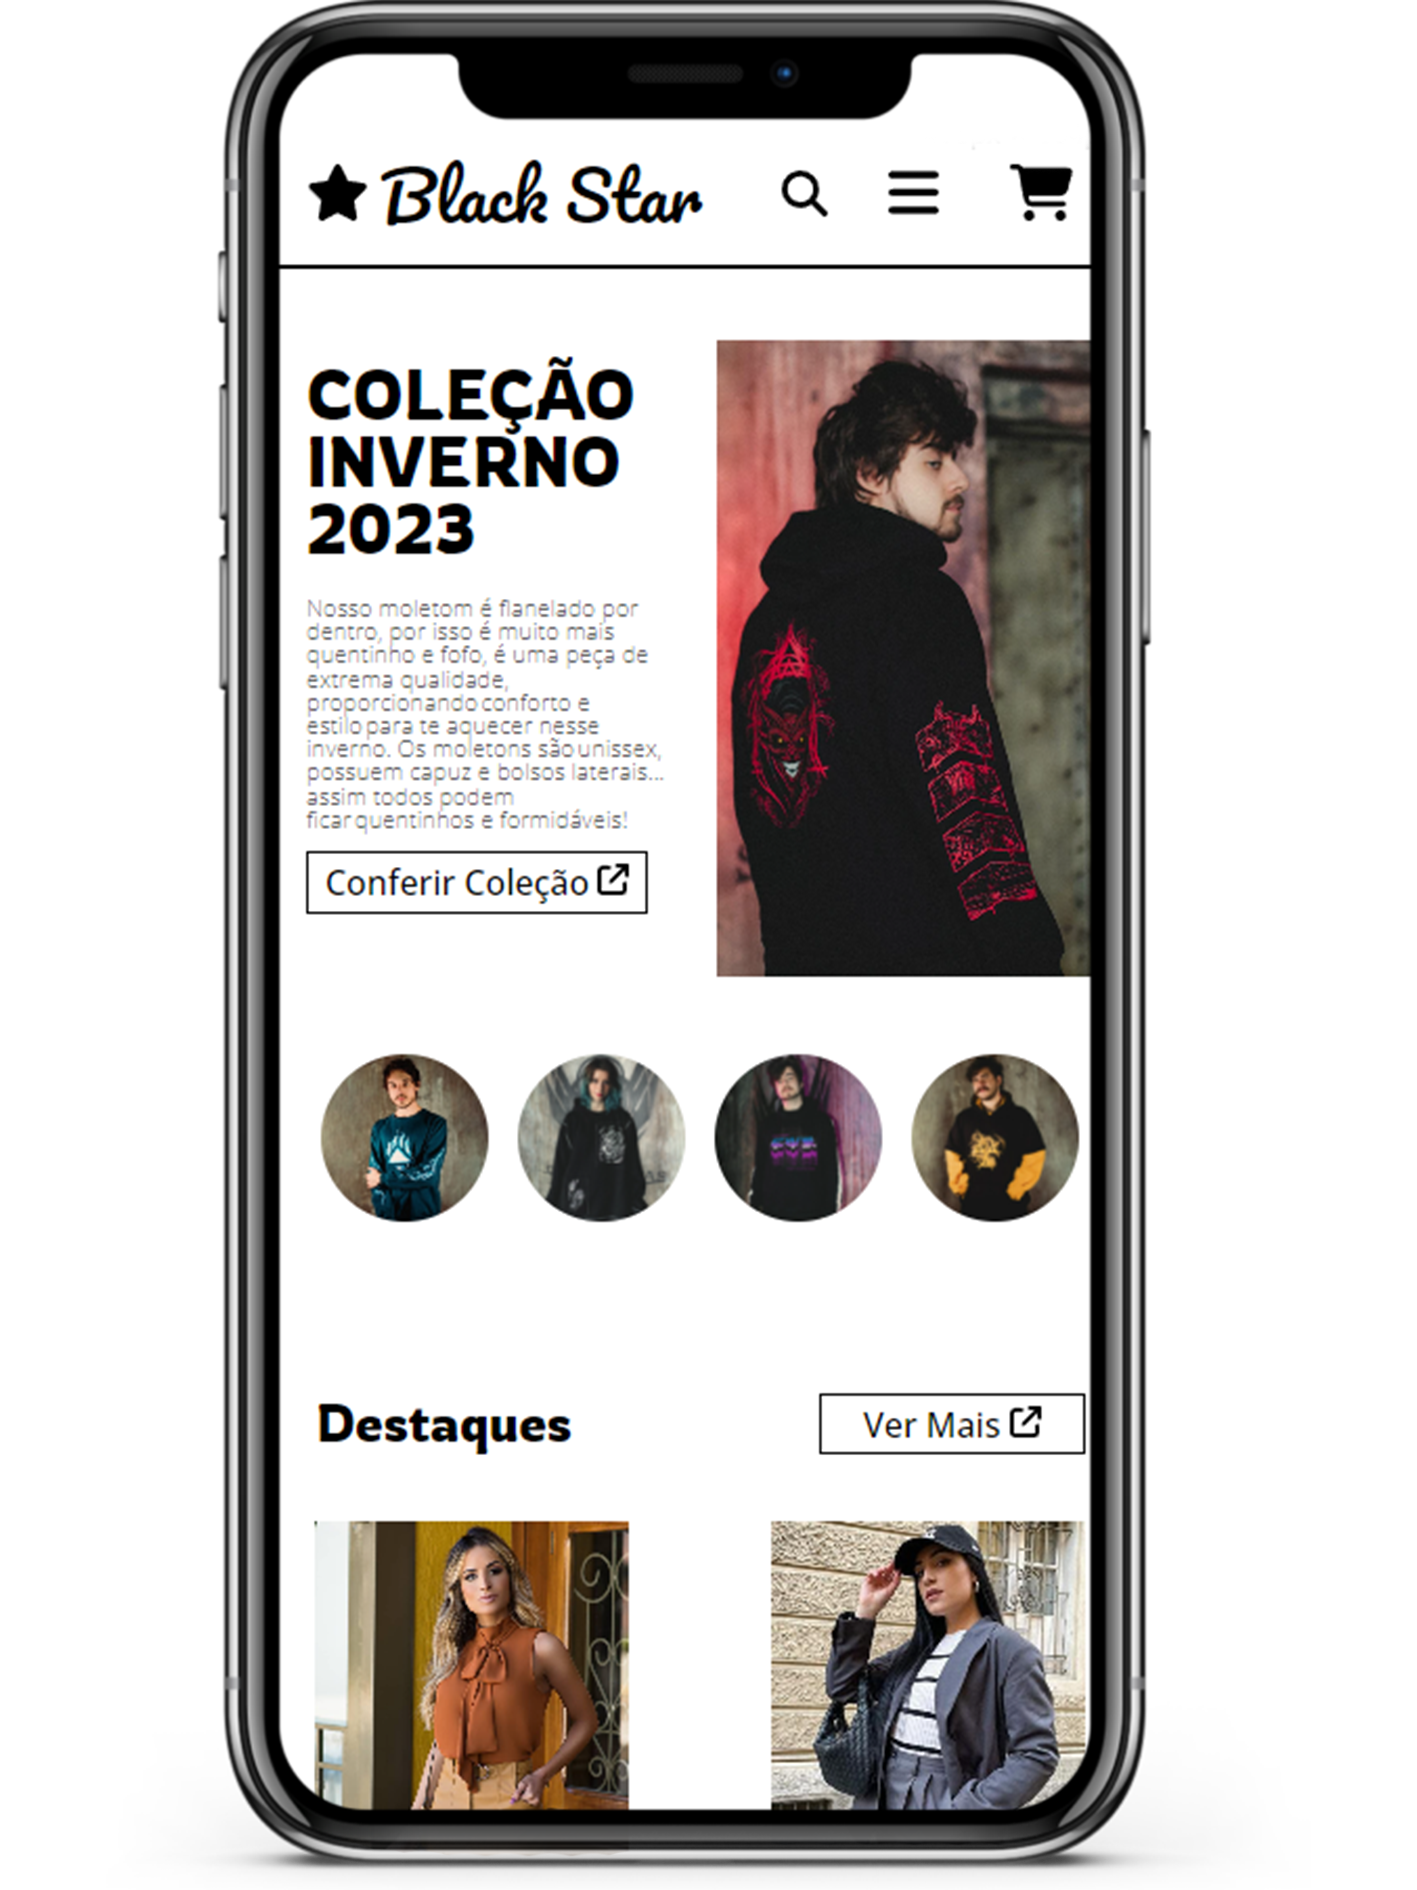 Black Star
COLEÇÃO
INVERNO
2023
Nosso moletom é flanelado por
dentro, por isso é muito mais
quentinho e fofo, é uma peça de
extrema qualidade,
proporcionando conforto e
estilo para te aquecer nesse
inverno. Os moletons são unissex,
possuem capuz e bolsos laterais...
assim todos podem
ficar quentinhos e formidáveis!
Conferir Coleção
Destaques
Ver Mais